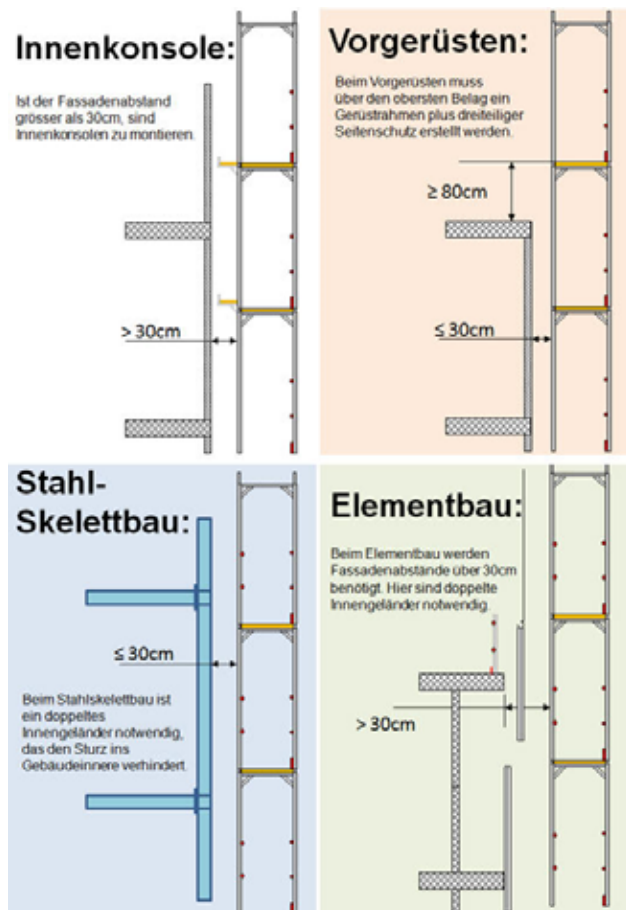 Innenkonsole:
Ist der Fassadenabstand
grösser als 30cm, sind
Innenkonsolen zu montieren.
> 30cm
Vorgerüsten:
Beim Vorgerüsten muss
über den obersten Belag ein
Gerüstrahmen plus dreiteiliger
Seitenschutz erstellt werden.
≥ 80cm
≤ 30cm
Stahl-
Skelettbau:
≤ 30cm
Beim Stahlskelettbau ist
ein doppeltes
Innengeländer notwendig,
das den Sturz ins
Gebäudeinnere verhindert.
Elementbau:
Beim Elementbau werden
Fassadenabstände über 30cm
benötigt. Hier sind doppelte
Innengeländer notwendig.
> 30cm